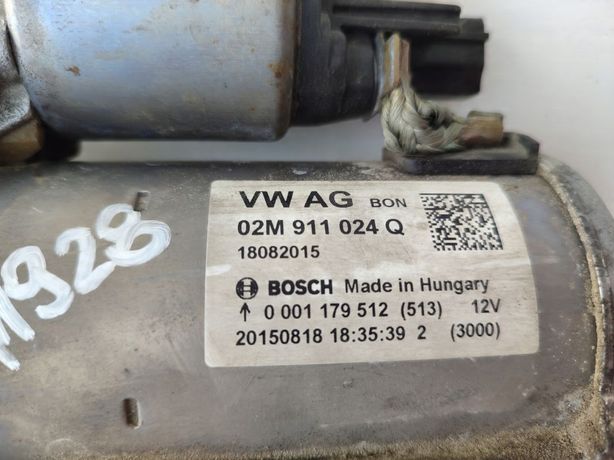 VW AG BON
02M 911 024 Q
18082015
BOSCH Made in Hungary
↑ 0 001 179 512 (513) 12V
20150818 18:35:39 2 (3000)